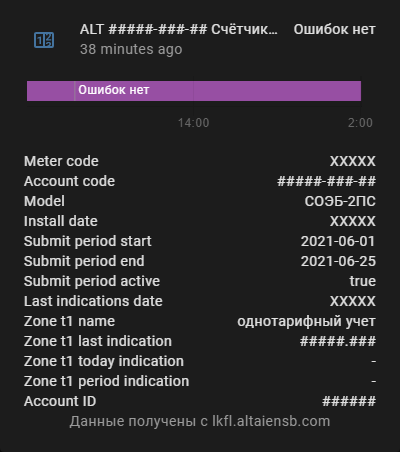 ALT #####-###-## Счётчик… Ошибок нет
38 minutes ago
Ошибок нет
14:00 2:00
Meter code XXXXX
Account code #####-###-##
Model СОЭБ-2ПС
Install date XXXXX
Submit period start 2021-06-01
Submit period end 2021-06-25
Submit period active true
Last indications date XXXXX
Zone t1 name однотарифный учет
Zone t1 last indication #####.###
Zone t1 today indication -
Zone t1 period indication -
Account ID ######
Данные получены с lkfl.altaiensb.com